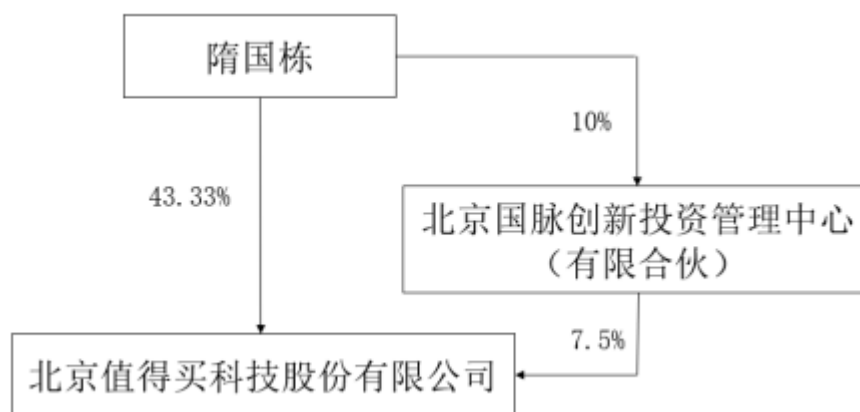 隋国栋
10%
43.33%
北京国脉创新投资管理中心
（有限合伙）
7.5%
北京值得买科技股份有限公司